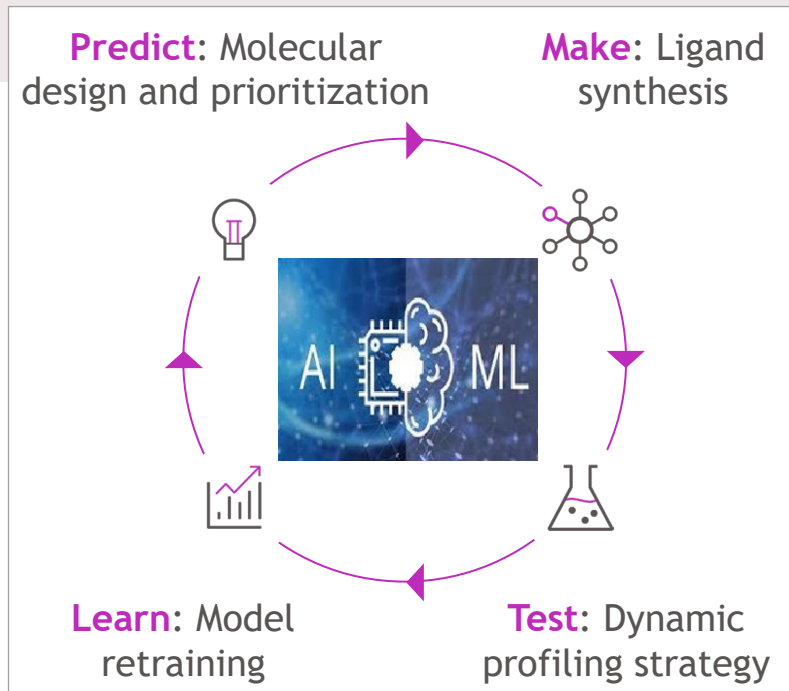 Predict: Molecular
design and prioritization
Make: Ligand
synthesis
AI ML
Learn: Model
retraining
Test: Dynamic
profiling strategy